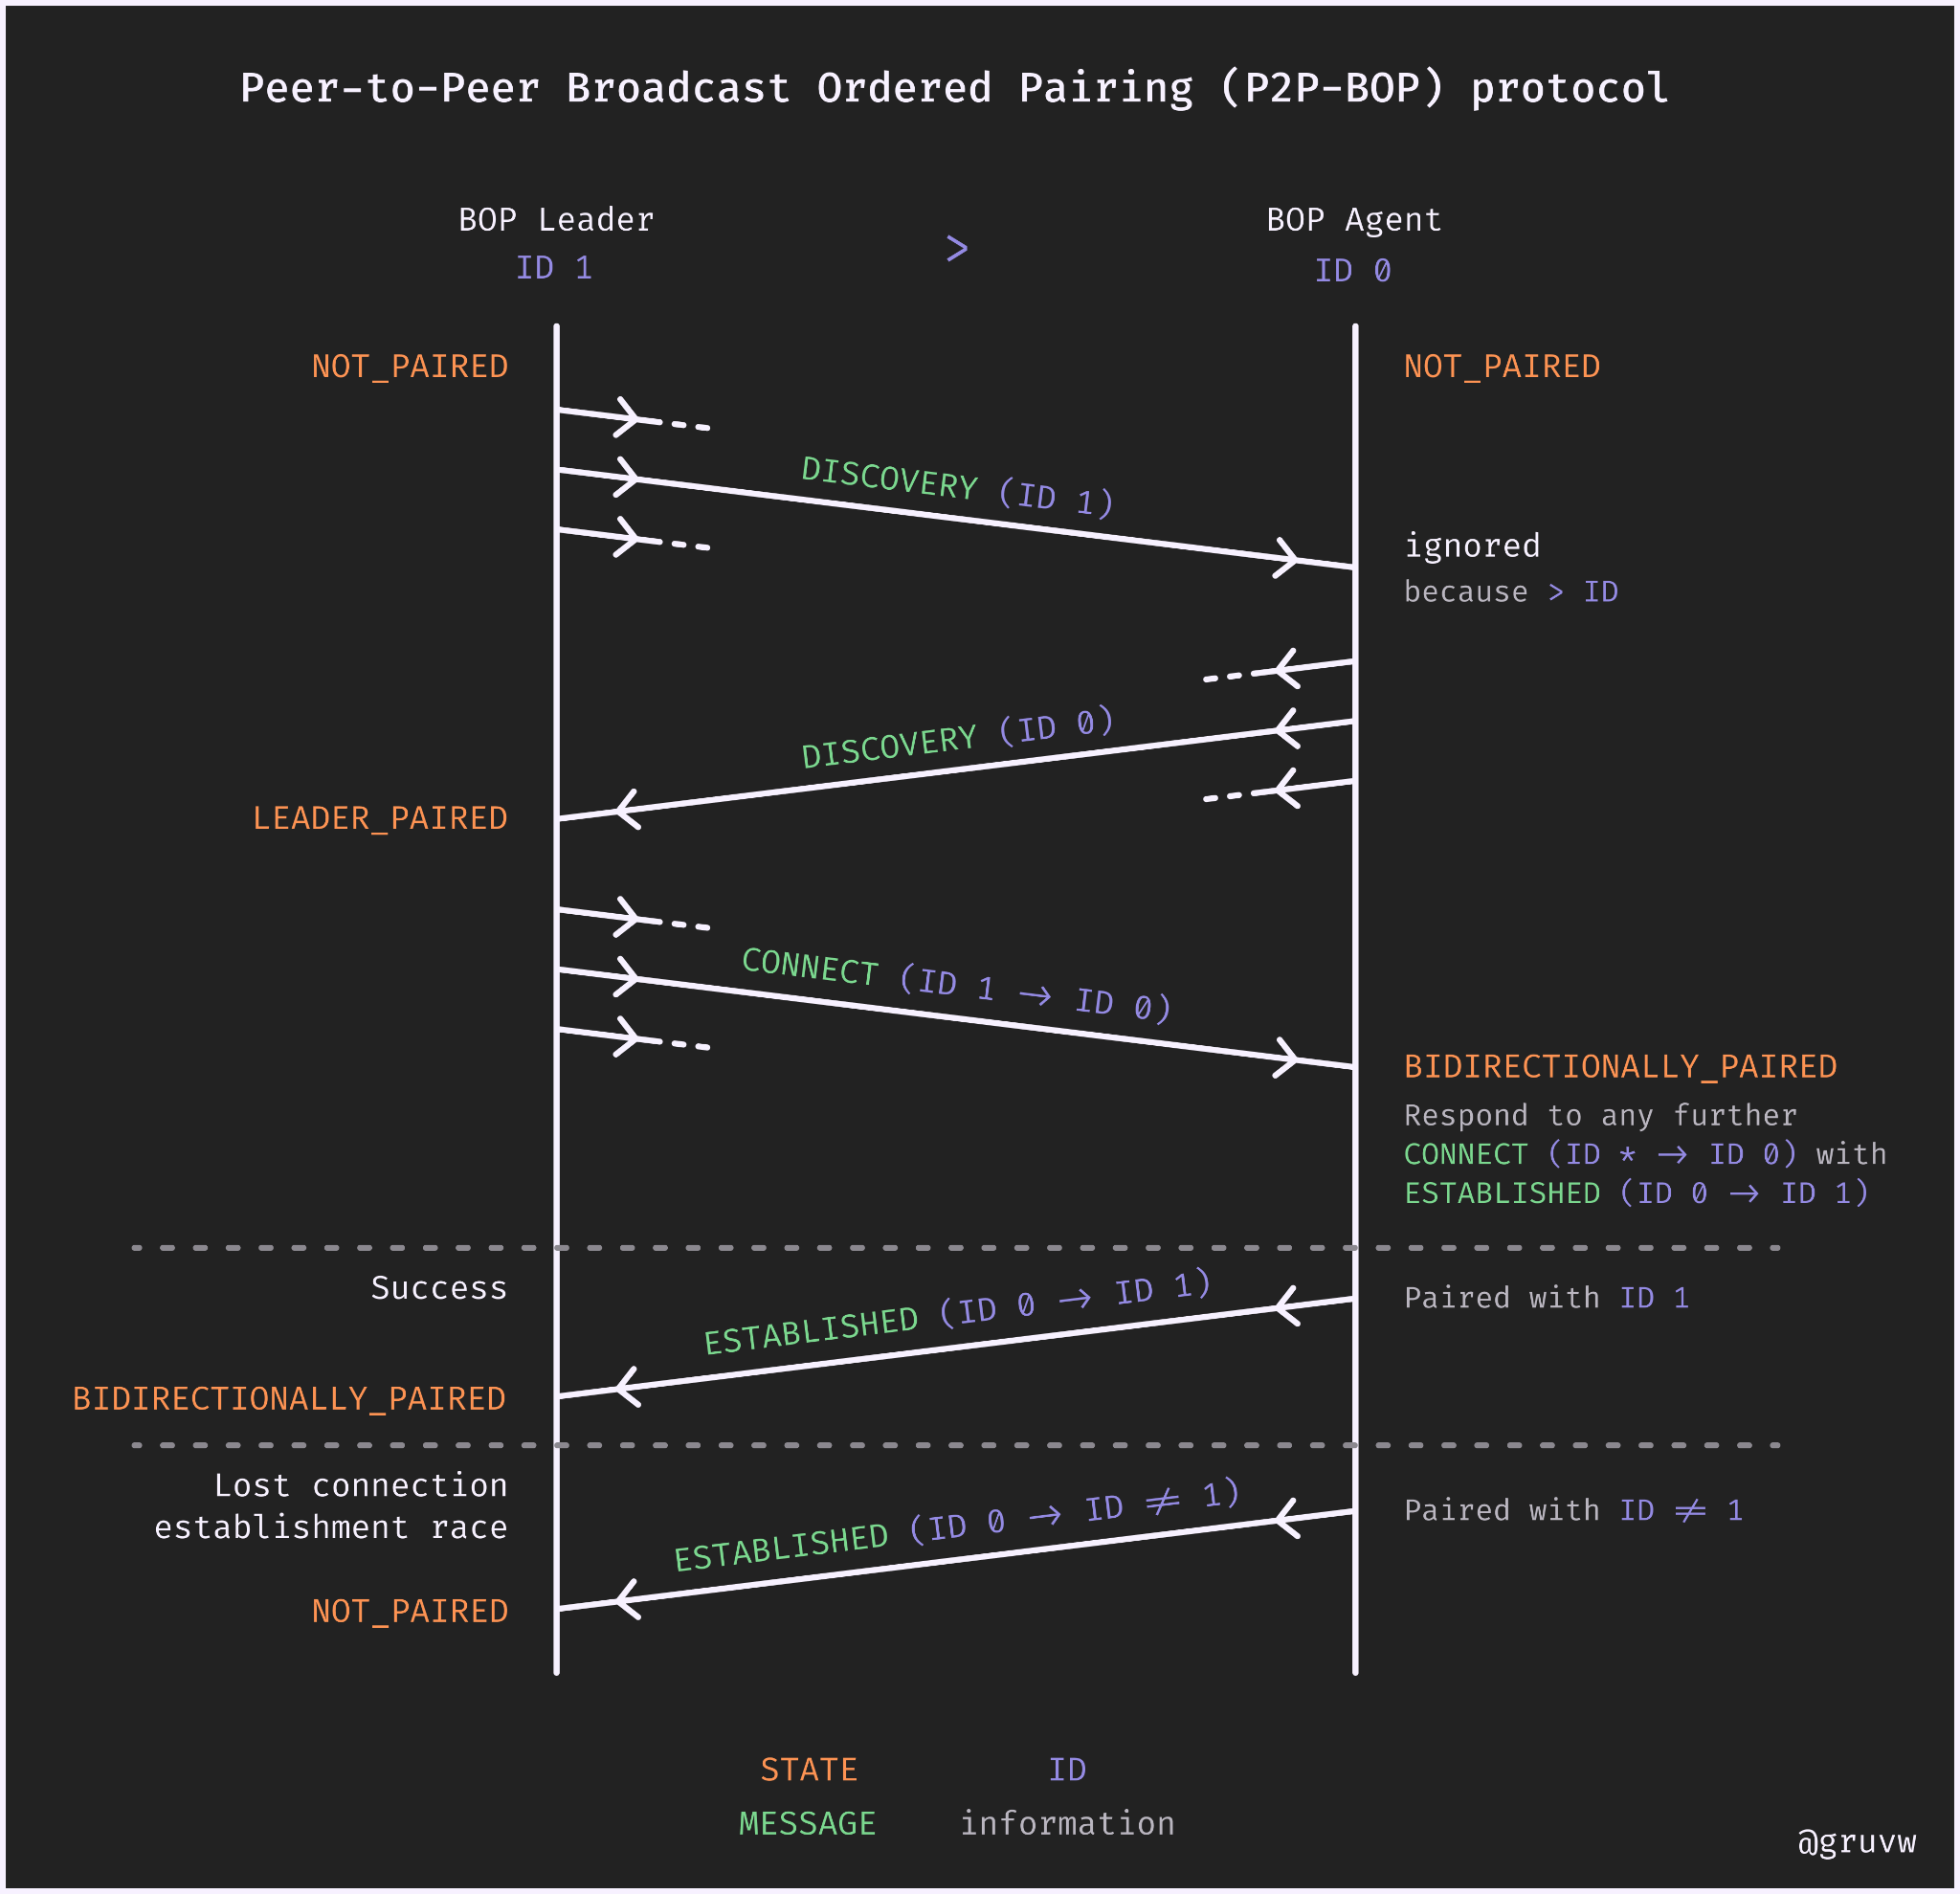 Peer-to-Peer Broadcast Ordered Pairing (P2P-BOP) protocol
BOP Leader
ID 1
>
BOP Agent
ID 0
NOT_PAIRED
NOT_PAIRED
DISCOVERY (ID 1)
ignored
because > ID
DISCOVERY (ID 0)
LEADER_PAIRED
CONNECT (ID 1 → ID 0)
BIDIRECTIONALLY_PAIRED
Respond to any further
CONNECT (ID * → ID 0) with
ESTABLISHED (ID 0 → ID 1)
Success
ESTABLISHED (ID 0 → ID 1)
Paired with ID 1
BIDIRECTIONALLY_PAIRED
Lost connection
establishment race
ESTABLISHED (ID 0 → ID ≠ 1)
Paired with ID ≠ 1
NOT_PAIRED
STATE
ID
MESSAGE
information
@gruvw